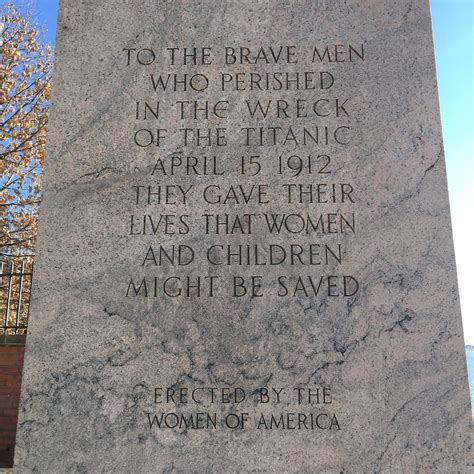 TO THE BRAVE MEN
WHO PERISHED
IN THE WRECK
OF THE TITANIC
APRIL 15 1912
THEY GAVE THEIR
LIVES THAT WOMEN
AND CHILDREN
MIGHT BE SAVED
ERECTED BY THE
WOMEN OF AMERICA